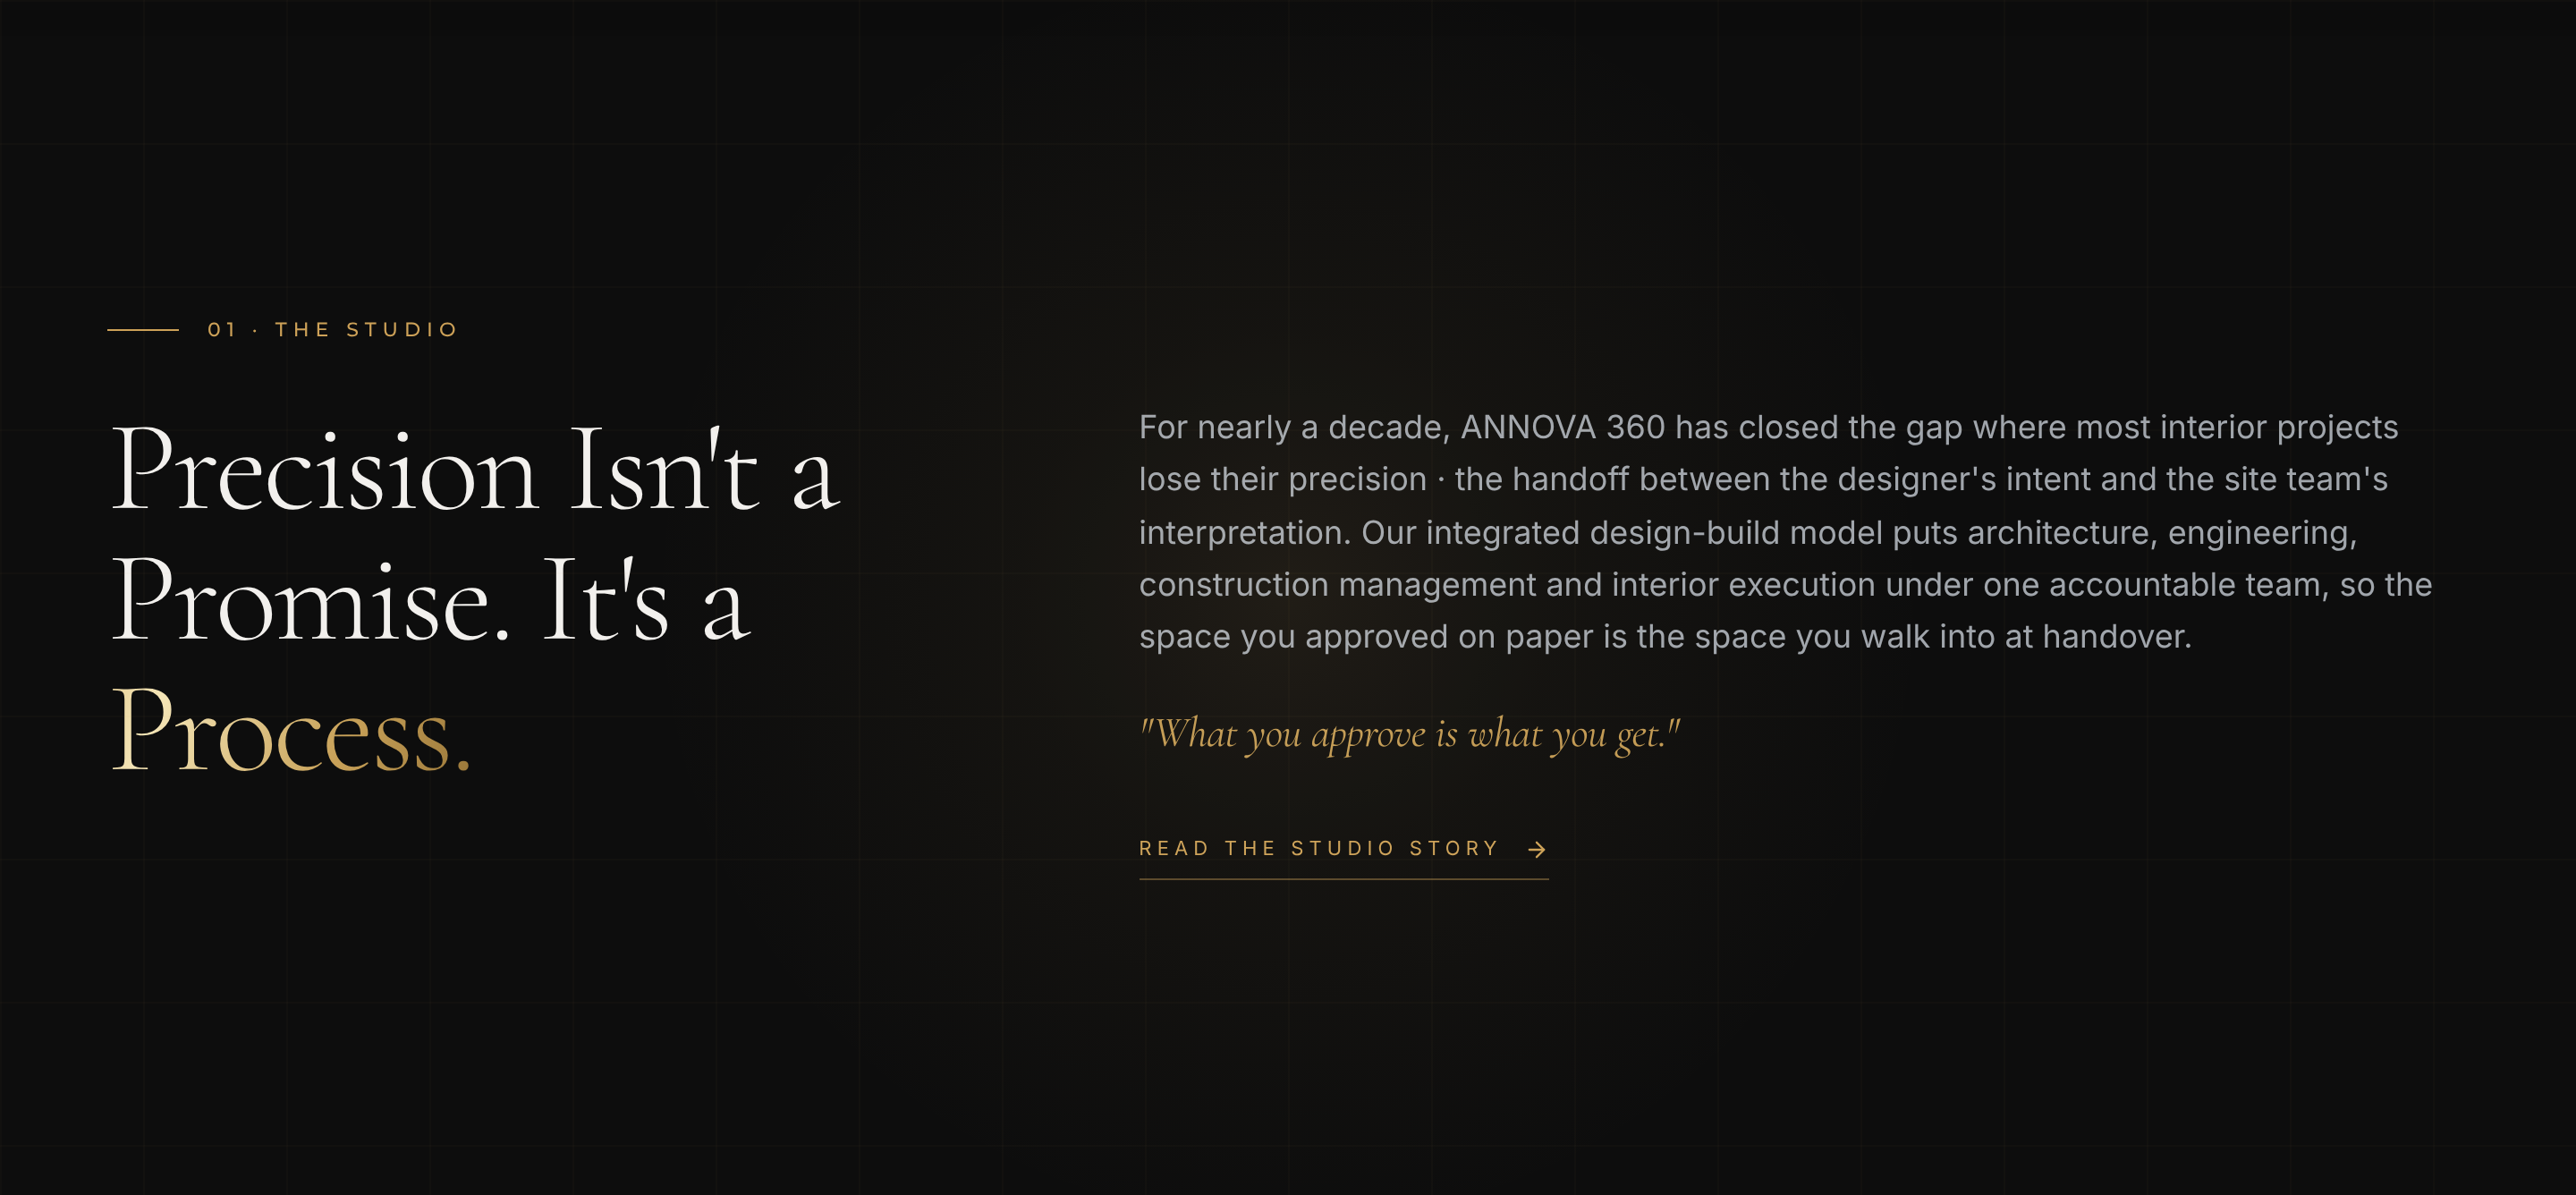 01 · THE STUDIO
Precision Isn't a
Promise. It's a
Process.
For nearly a decade, ANNOVA 360 has closed the gap where most interior projects
lose their precision · the handoff between the designer's intent and the site team's
interpretation. Our integrated design-build model puts architecture, engineering,
construction management and interior execution under one accountable team, so the
space you approved on paper is the space you walk into at handover.
"What you approve is what you get."
READ THE STUDIO STORY →